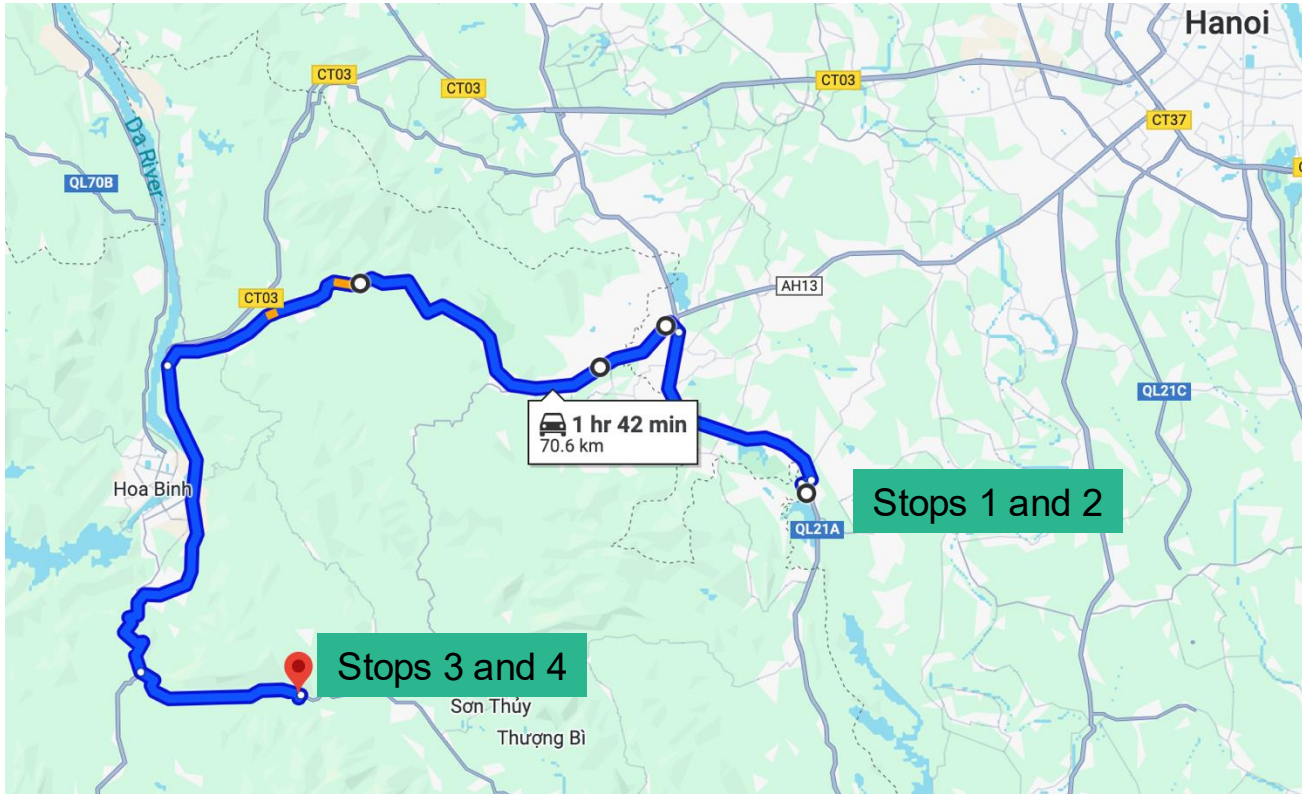 Hanoi
CT03
CT03
CT03
CT37
Da River
QL70B
CT03
AH13
QL21C
1 hr 42 min
70.6 km
Hoa Binh
Stops 1 and 2
QL21A
Stops 3 and 4
Sơn Thủy
Thượng Bì